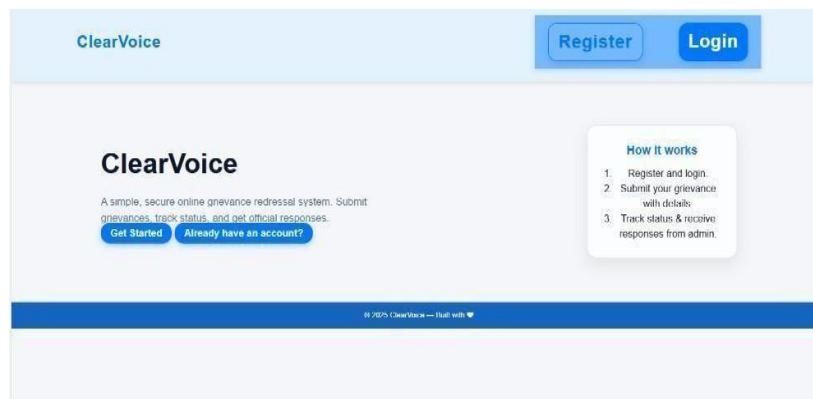 ClearVoice
Register
Login
ClearVoice
A simple, secure online grievance redressal system. Submit
grievances, track status, and get official responses.
Get Started
Already have an account?
How it works
1. Register and login.
2. Submit your grievance
with details
3. Track status & receive
responses from admin.
© 2025 ClearVoice — Built with